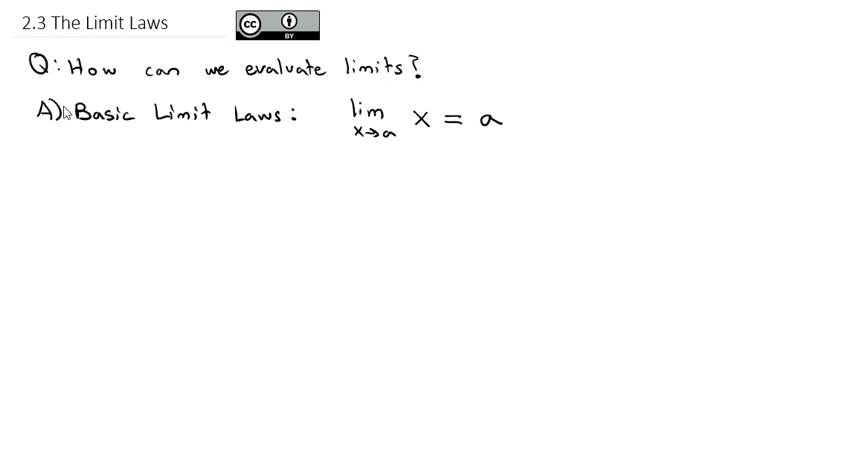 2.3 The Limit Laws
cc BY
Q: How can we evaluate limits?
A) Basic Limit Laws: lim x→a x = a